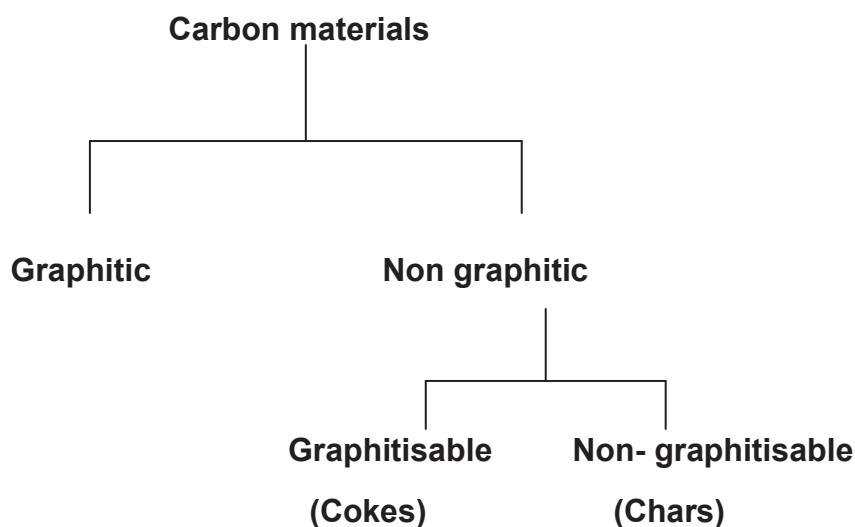 Carbon materials
Graphitic Non graphitic
Graphitisable Non- graphitisable
(Cokes) (Chars)